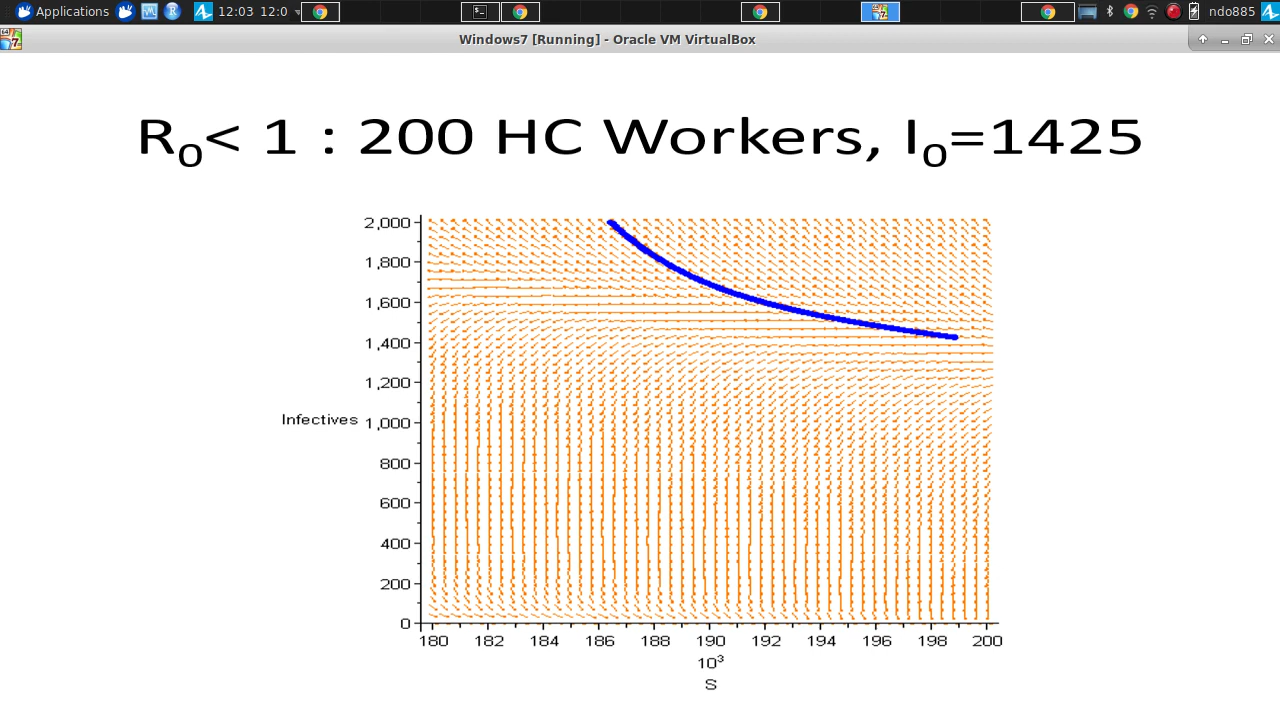 Applications 12:03 12:0 ndo885
Windows7 [Running] - Oracle VM VirtualBox
R₀< 1 : 200 HC Workers, I₀=1425
2,000
1,800
1,600
1,400
1,200
Infectives 1,000
800
600
400
200
0
180 182 184 186 188 190 192 194 196 198 200
10³
S